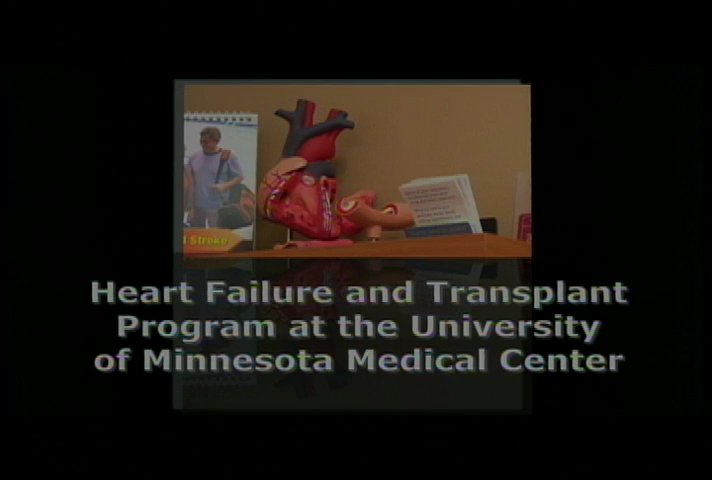 Stroke
Heart Failure and Transplant
Program at the University
of Minnesota Medical Center